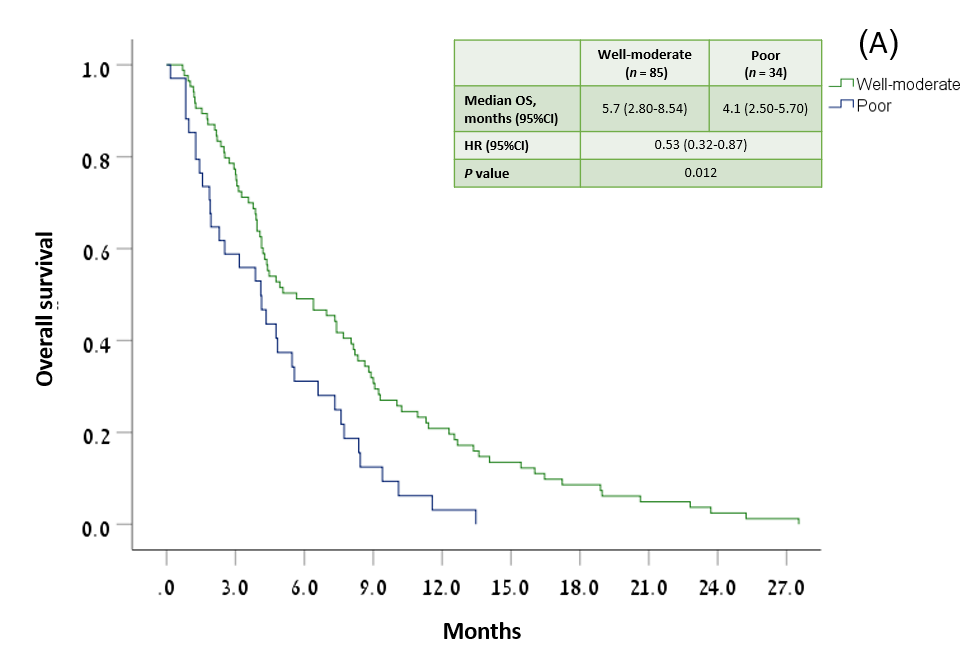 (A)
Well-moderate
(n = 85)
Poor
(n = 34)
Median OS,
months (95%CI)
5.7 (2.80-8.54)
4.1 (2.50-5.70)
HR (95%CI)
0.53 (0.32-0.87)
P value
0.012
Well-moderate
Poor
Overall survival
1.0
0.8
0.6
0.4
0.2
0.0
.0 3.0 6.0 9.0 12.0 15.0 18.0 21.0 24.0 27.0
Months